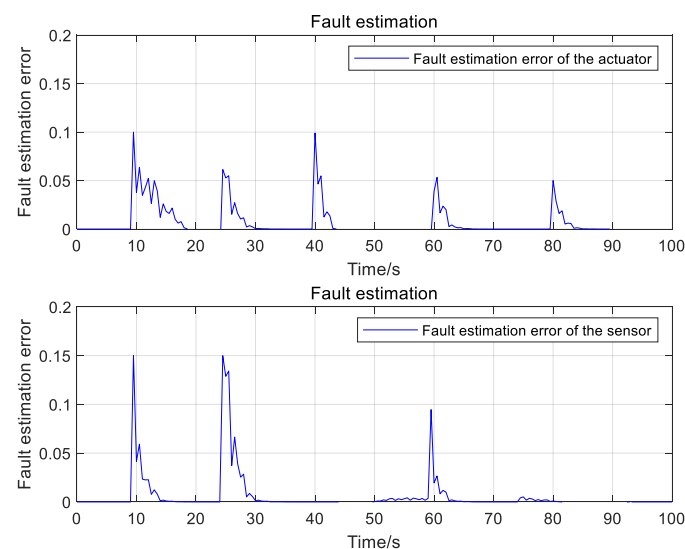 Fault estimation
Fault estimation error of the actuator
Fault estimation error
0.2
0.15
0.1
0.05
0
0 10 20 30 40 50 60 70 80 90 100
Time/s
Fault estimation
Fault estimation error of the sensor
Fault estimation error
0.2
0.15
0.1
0.05
0
0 10 20 30 40 50 60 70 80 90 100
Time/s